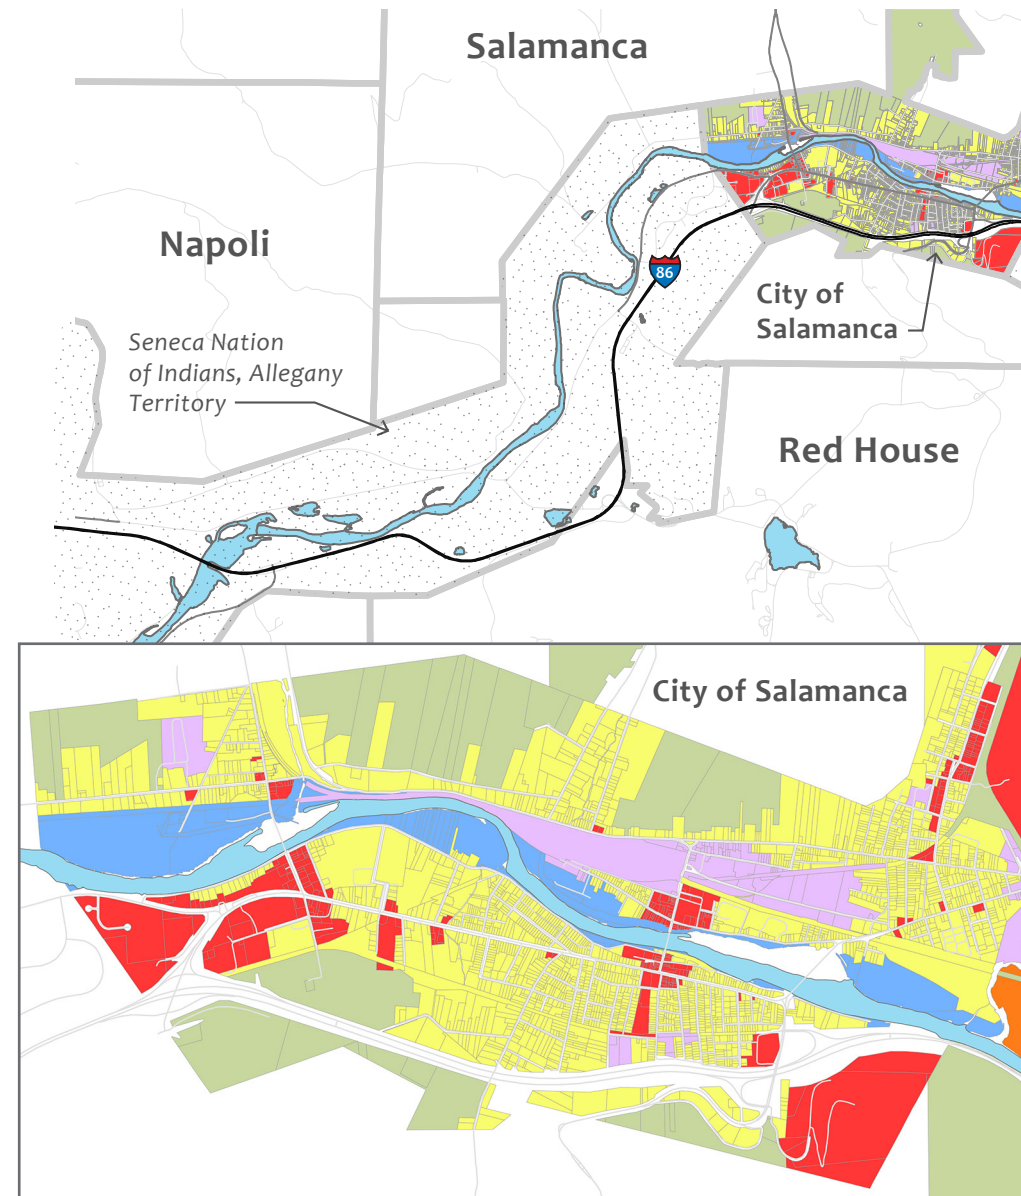 Salamanca
Napoli
86
City of
Salamanca
Seneca Nation
of Indians, Allegany
Territory
Red House
City of Salamanca